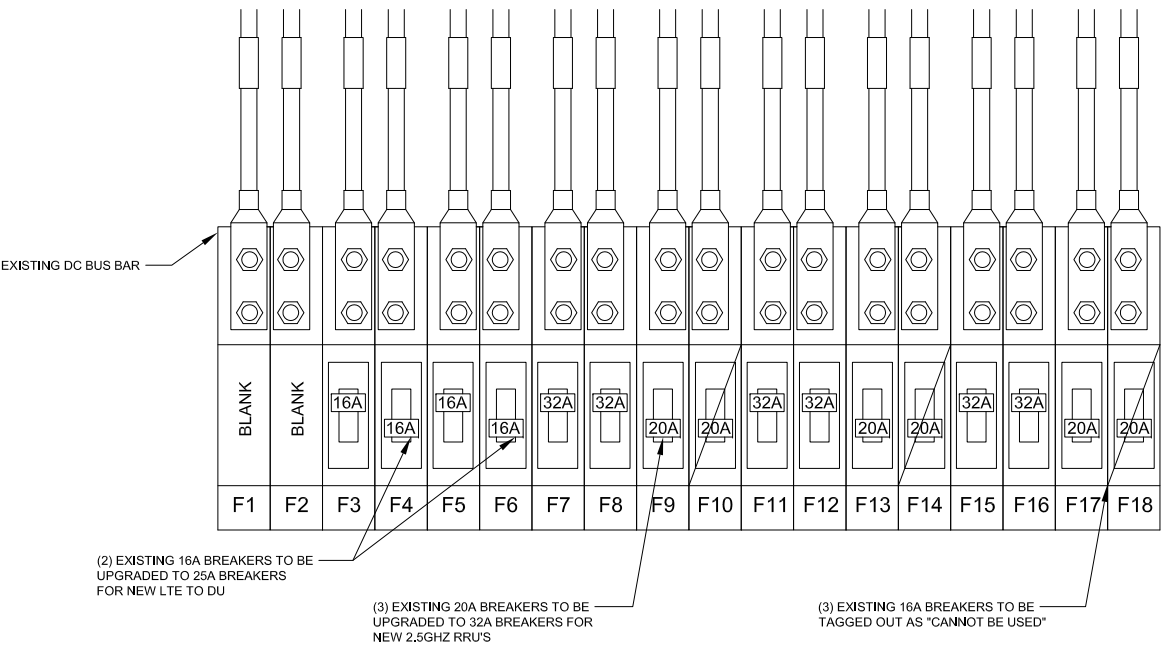 EXISTING DC BUS BAR
BLANK
BLANK
16A
16A
16A
16A
32A
32A
20A
20A
32A
32A
20A
20A
32A
32A
20A
20A
F1 F2 F3 F4 F5 F6 F7 F8 F9 F10 F11 F12 F13 F14 F15 F16 F17 F18
(2) EXISTING 16A BREAKERS TO BE
UPGRADED TO 25A BREAKERS
FOR NEW LTE TO DU
(3) EXISTING 20A BREAKERS TO BE
UPGRADED TO 32A BREAKERS FOR
NEW 2.5GHZ RRU'S
(3) EXISTING 16A BREAKERS TO BE
TAGGED OUT AS "CANNOT BE USED"